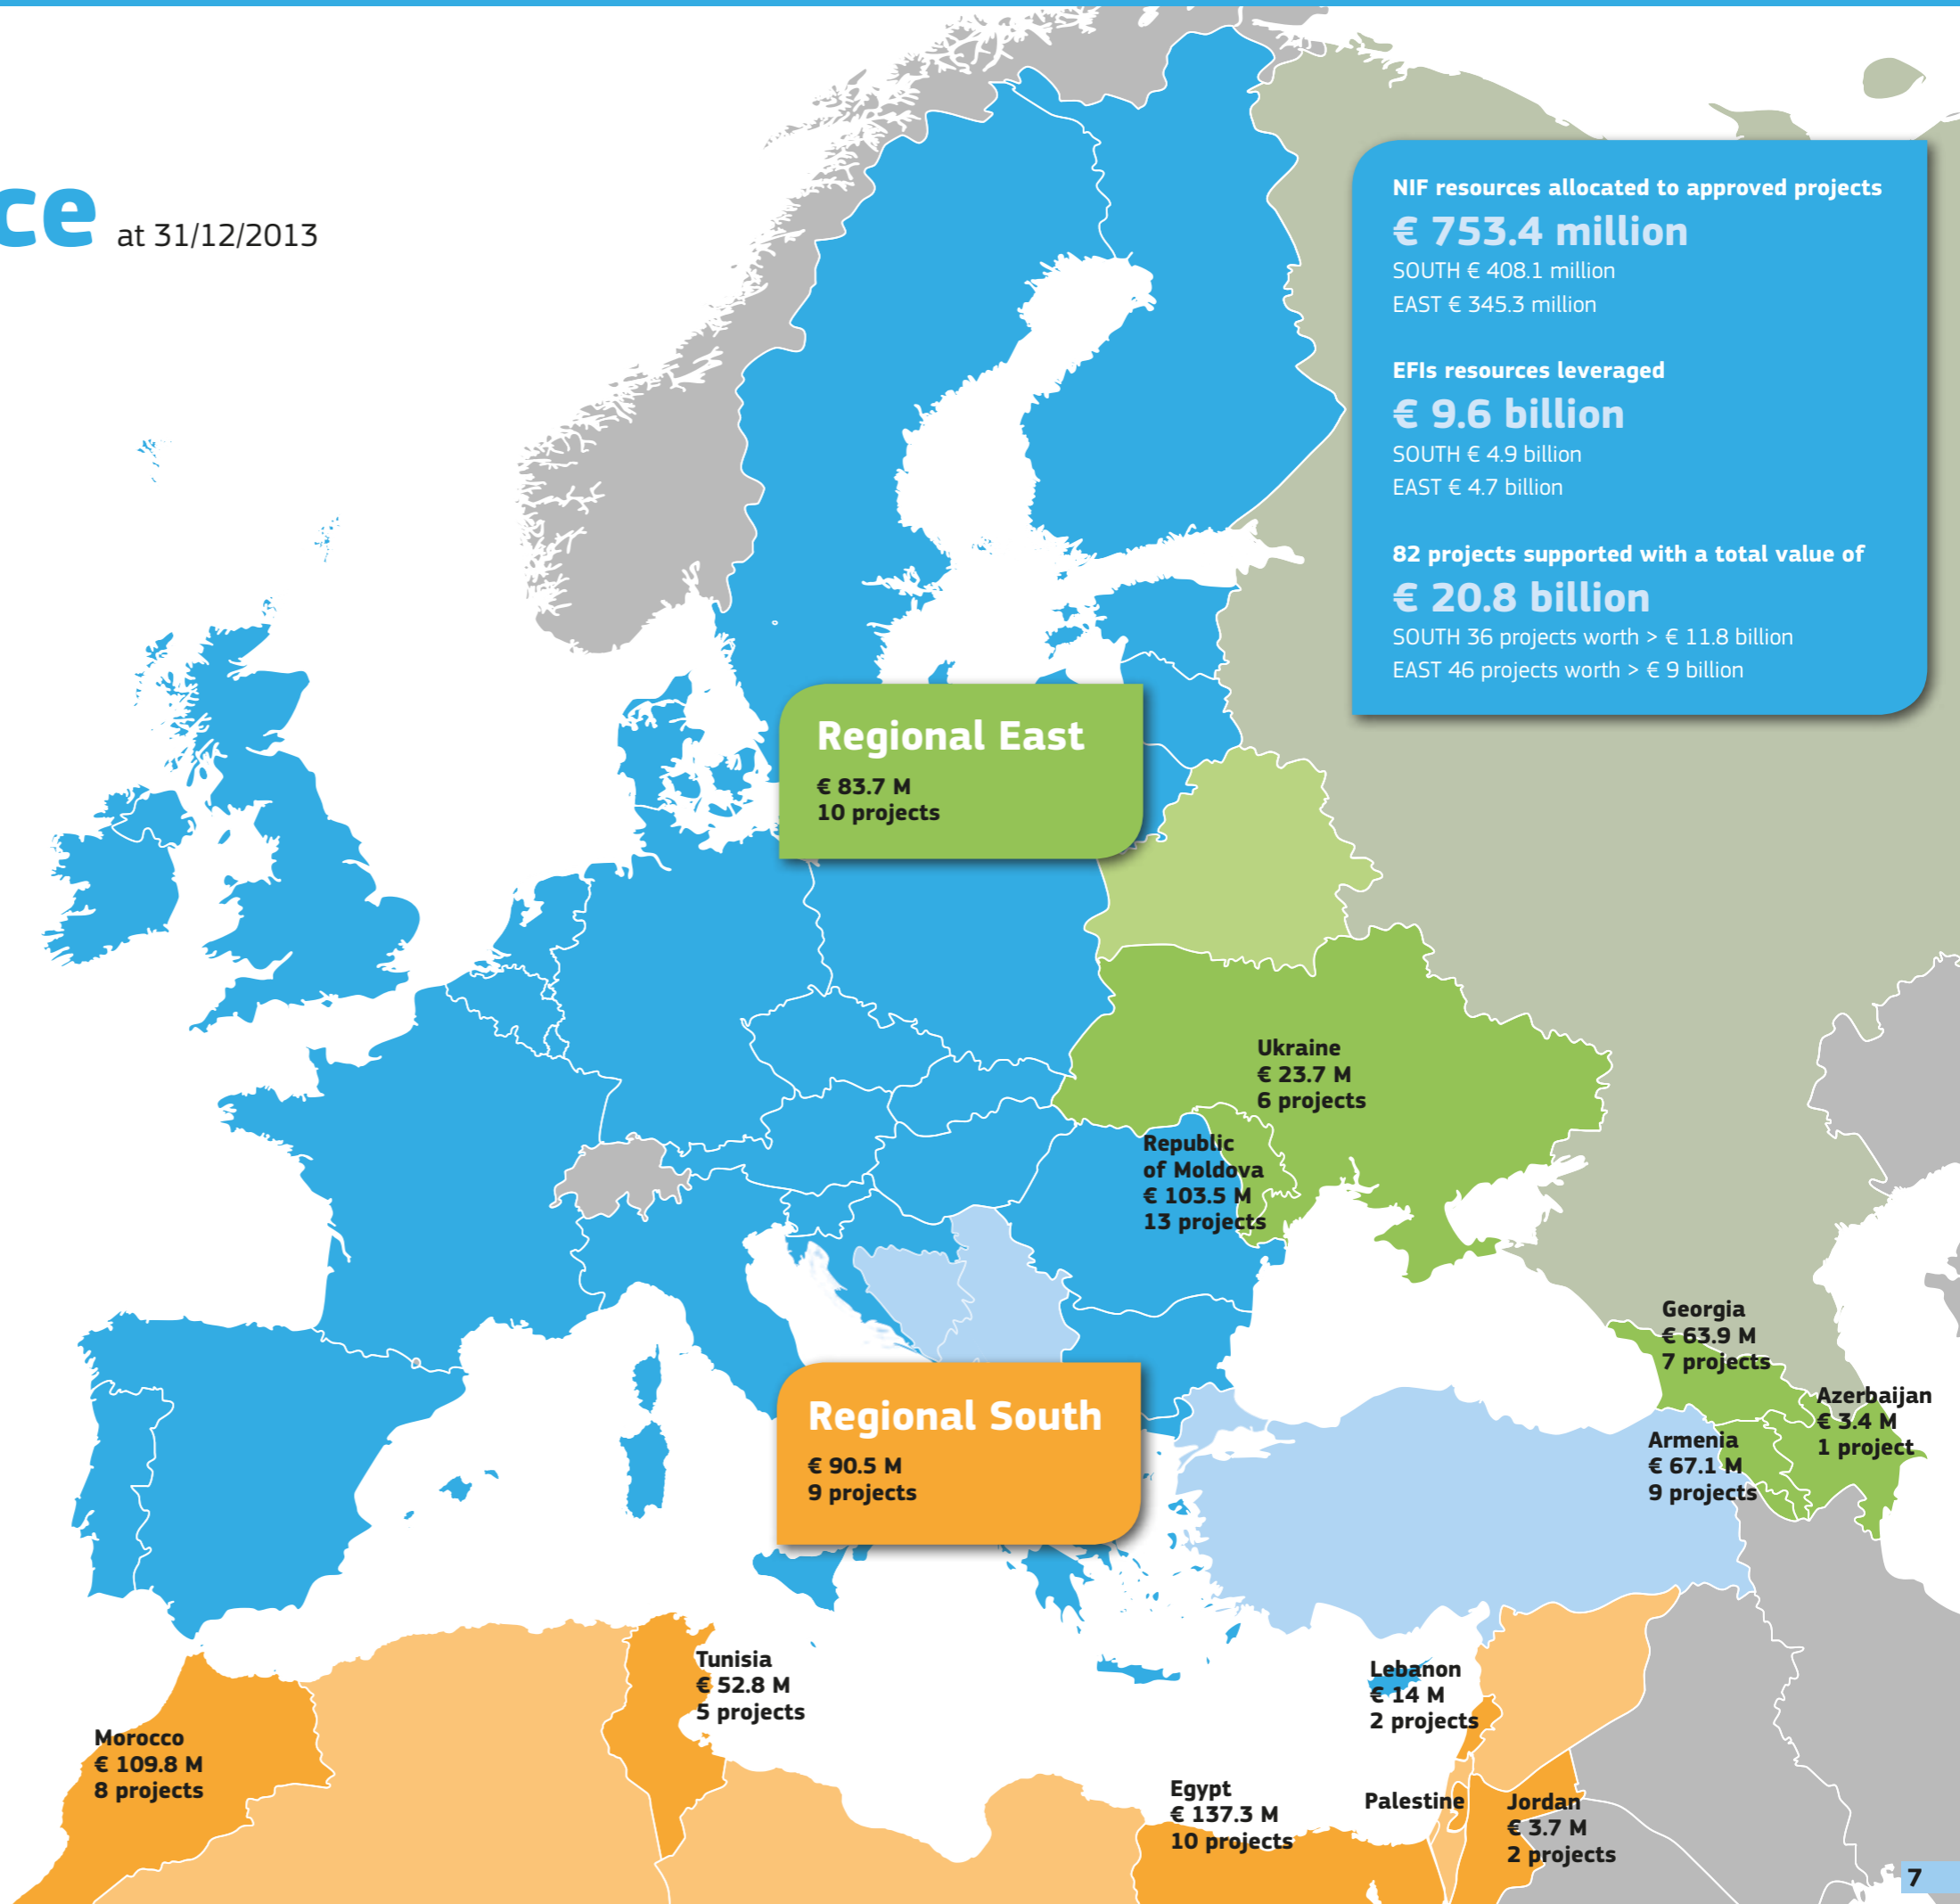 ce at 31/12/2013
NIF resources allocated to approved projects
€ 753.4 million
SOUTH € 408.1 million
EAST € 345.3 million
EFIs resources leveraged
€ 9.6 billion
SOUTH € 4.9 billion
EAST € 4.7 billion
82 projects supported with a total value of
€ 20.8 billion
SOUTH 36 projects worth > € 11.8 billion
EAST 46 projects worth > € 9 billion
Regional East
€ 83.7 M
10 projects
Ukraine
€ 23.7 M
6 projects
Republic
of Moldova
€ 103.5 M
13 projects
Georgia
€ 63.9 M
7 projects
Azerbaijan
€ 3.4 M
1 project
Armenia
€ 67.1 M
9 projects
Regional South
€ 90.5 M
9 projects
Tunisia
€ 52.8 M
5 projects
Lebanon
€ 14 M
2 projects
Morocco
€ 109.8 M
8 projects
Egypt
€ 137.3 M
10 projects
Palestine
Jordan
€ 3.7 M
2 projects
7